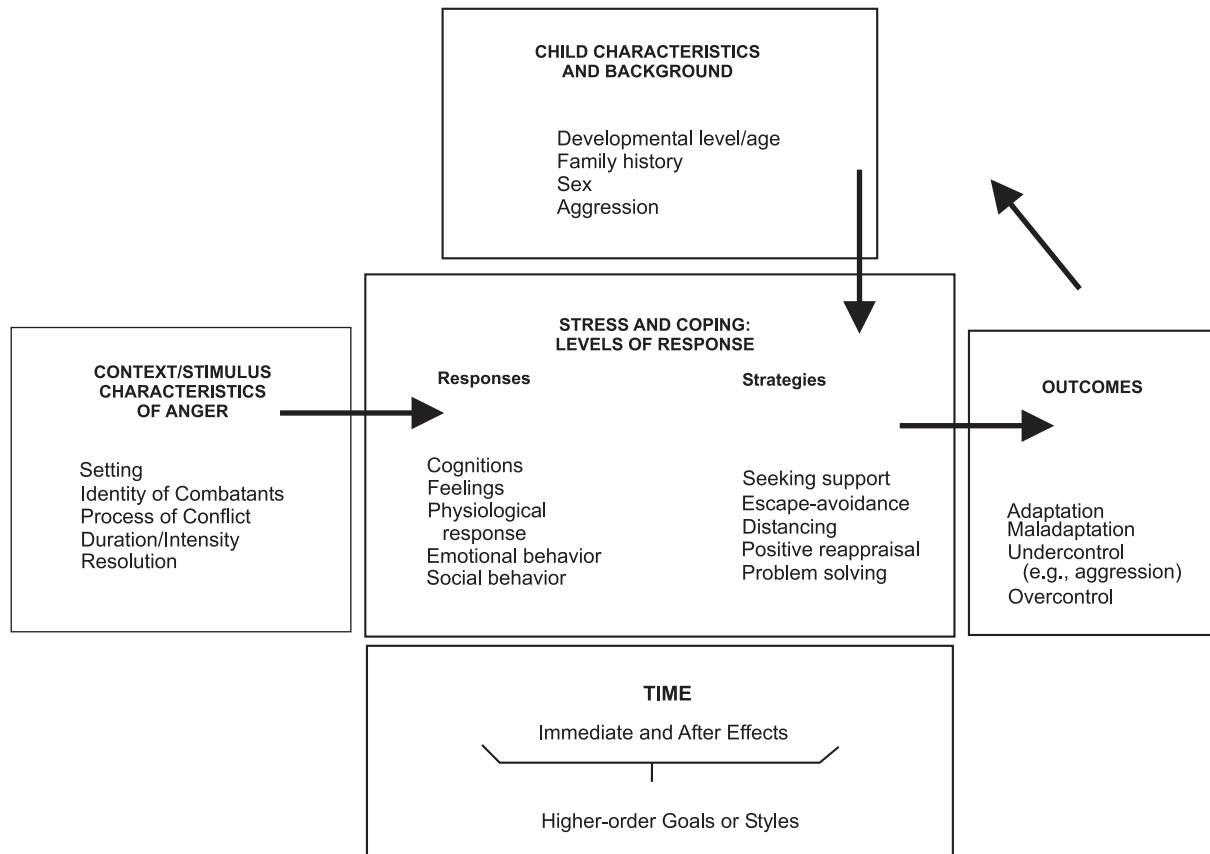 CHILD CHARACTERISTICS
AND BACKGROUND
Developmental level/age
Family history
Sex
Aggression
CONTEXT/STIMULUS
CHARACTERISTICS
OF ANGER
Setting
Identity of Combatants
Process of Conflict
Duration/Intensity
Resolution
STRESS AND COPING:
LEVELS OF RESPONSE
Responses
Cognitions
Feelings
Physiological
response
Emotional behavior
Social behavior
Strategies
Seeking support
Escape-avoidance
Distancing
Positive reappraisal
Problem solving
OUTCOMES
Adaptation
Maladaptation
Undercontrol
(e.g., aggression)
Overcontrol
TIME
Immediate and After Effects
Higher-order Goals or Styles